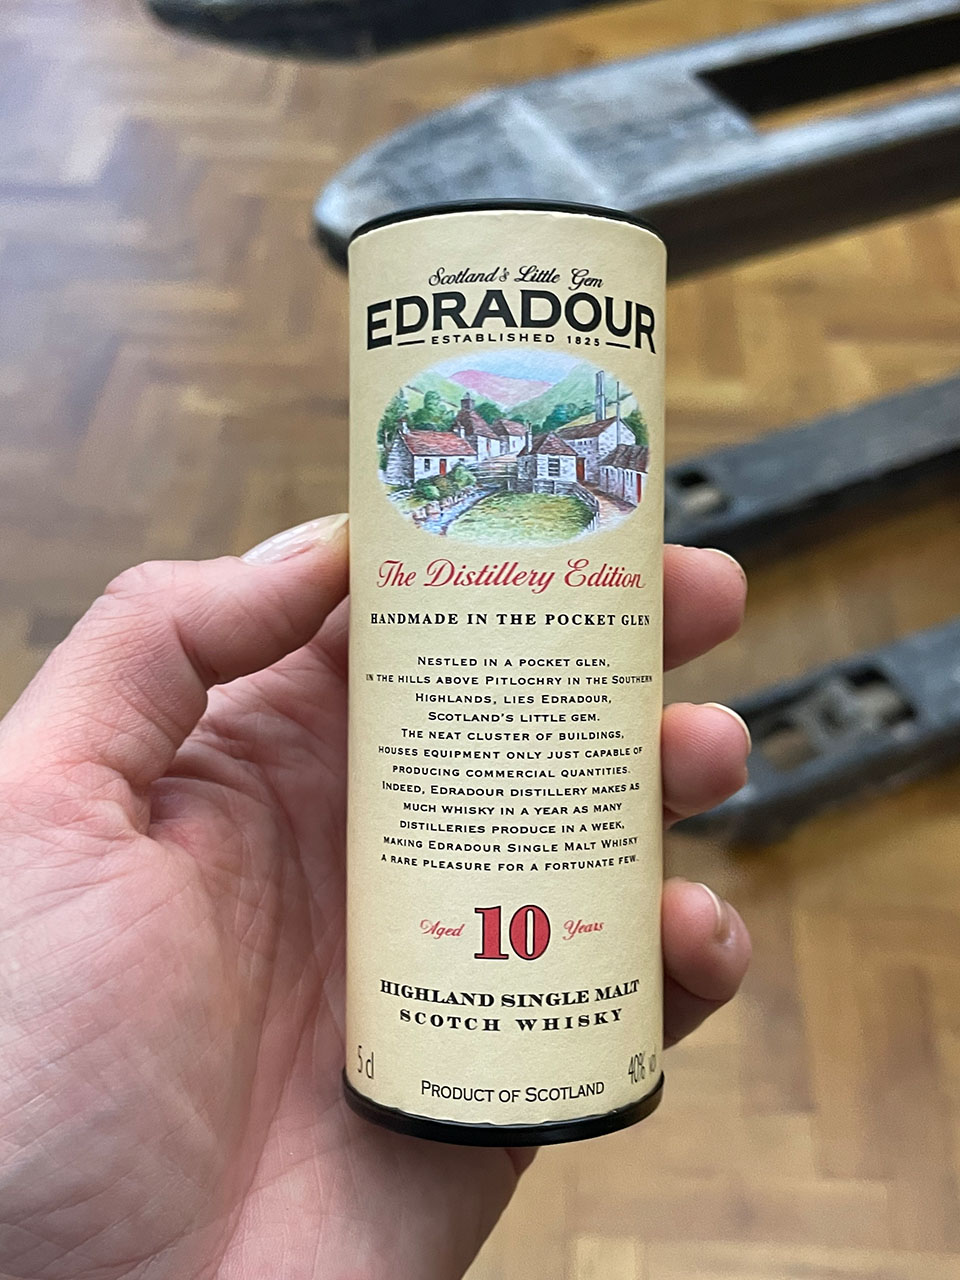 Scotland's Little Gem
EDRADOUR
ESTABLISHED 1825
The Distillery Edition
HANDMADE IN THE POCKET GLEN
NESTLED IN A POCKET GLEN,
IN THE HILLS ABOVE PITLOCHRY IN THE SOUTHERN
HIGHLANDS, LIES EDRADOUR,
SCOTLAND'S LITTLE GEM.
THE NEAT CLUSTER OF BUILDINGS,
HOUSES EQUIPMENT ONLY JUST CAPABLE OF
PRODUCING COMMERCIAL QUANTITIES.
INDEED, EDRADOUR DISTILLERY MAKES AS
MUCH WHISKY IN A YEAR AS MANY
DISTILLERIES PRODUCE IN A WEEK,
MAKING EDRADOUR SINGLE MALT WHISKY
A RARE PLEASURE FOR A FORTUNATE FEW.
Aged 10 Years
HIGHLAND SINGLE MALT
SCOTCH WHISKY
5 cl 40% vol
PRODUCT OF SCOTLAND